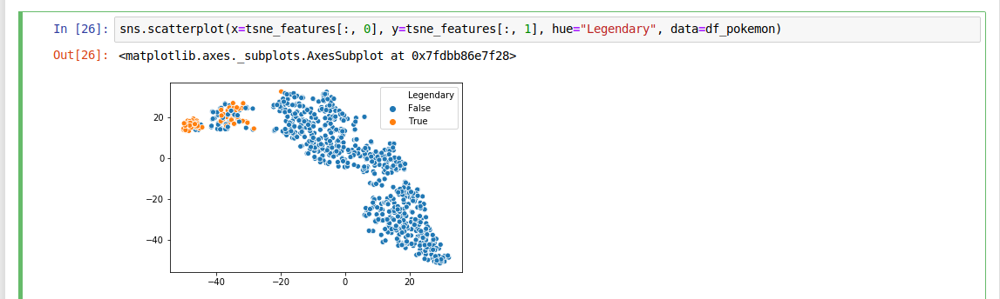 In [26]: sns.scatterplot(x=tsne_features[:, 0], y=tsne_features[:, 1], hue="Legendary", data=df_pokemon)
Out[26]: <matplotlib.axes._subplots.AxesSubplot at 0x7fdbb86e7f28>
Legendary
False
True
20
0
−20
−40
−40 −20 0 20